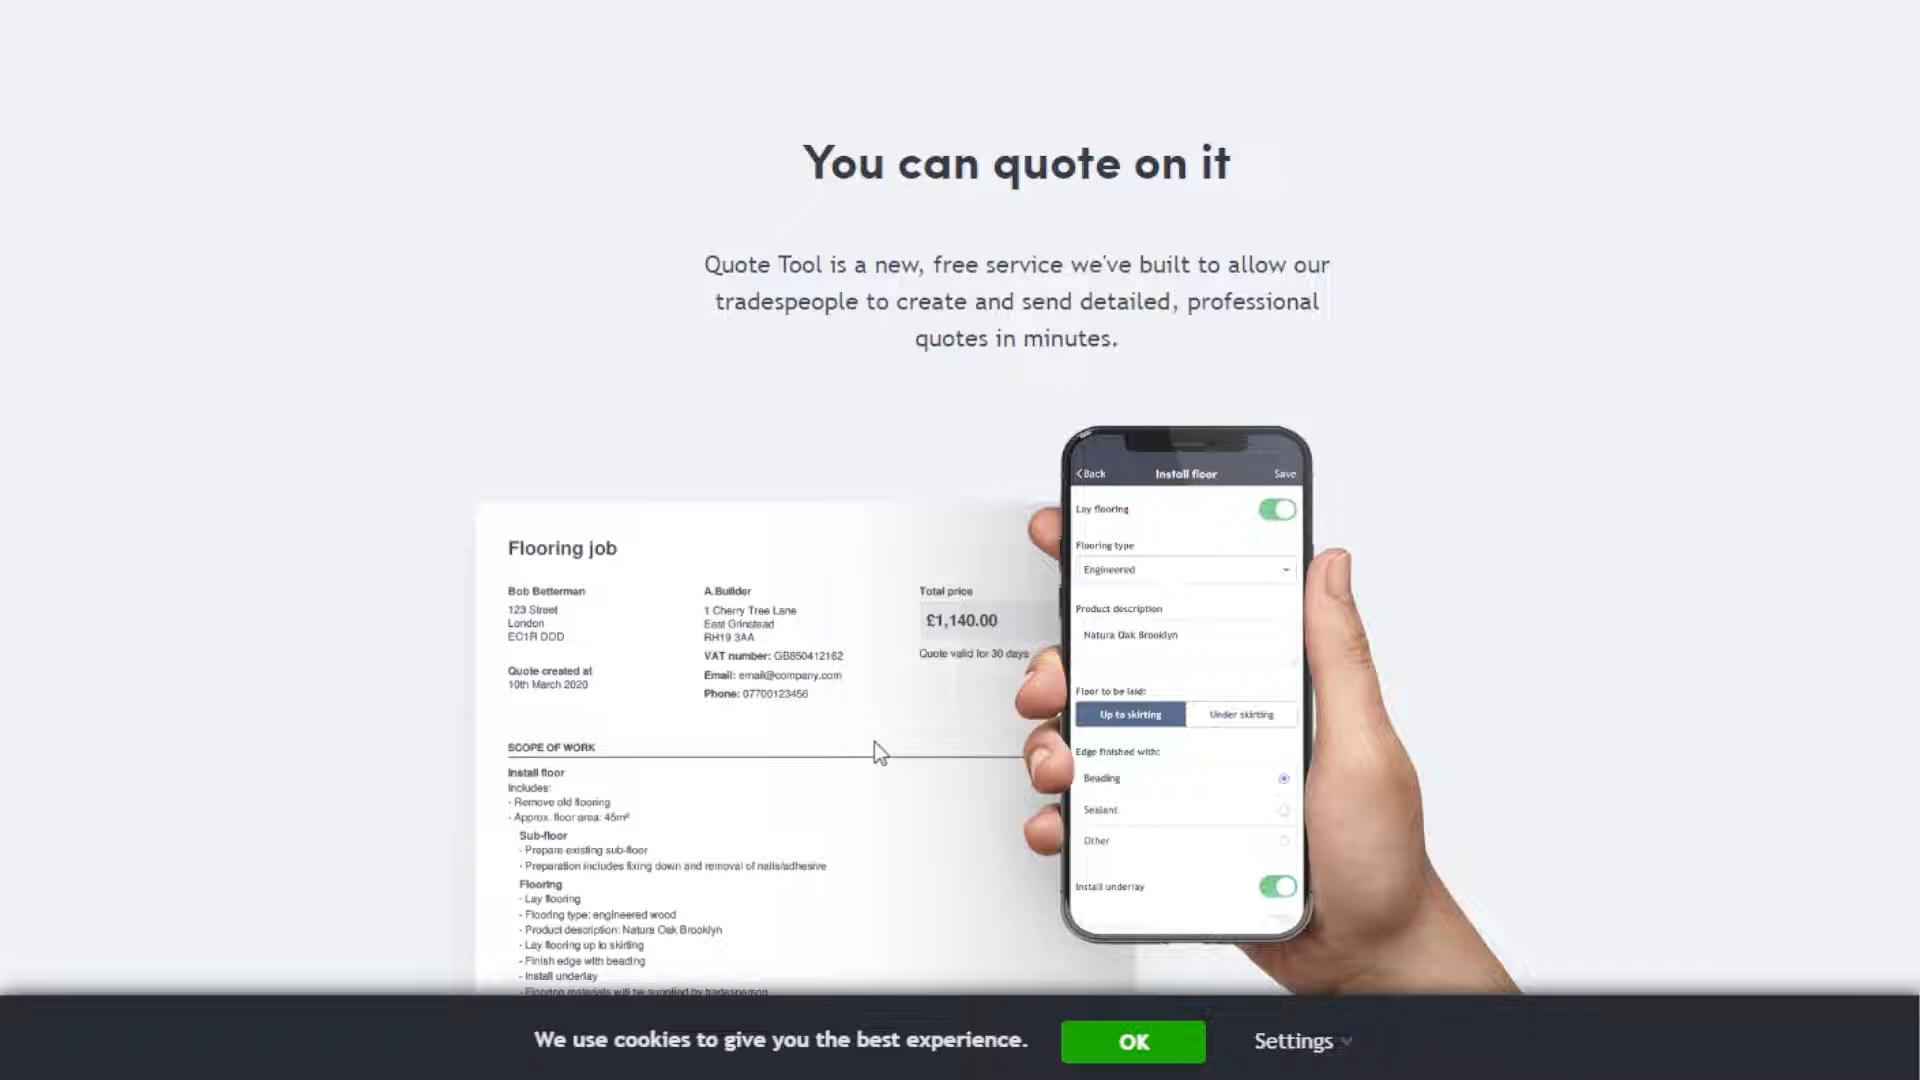 You can quote on it
Quote Tool is a new, free service we've built to allow our
tradespeople to create and send detailed, professional
quotes in minutes.
Flooring job
Bob Betterman
123 Street
London
EC1R DDD
Quote created at
10th March 2020
A.Builder
1 Cherry Tree Lane
East Grinstead
RH19 3AA
VAT number: GB850412162
Email: email@company.com
Phone: 07700123456
Total price
£1,140.00
Quote valid for 30 days
SCOPE OF WORK
Install floor
Includes:
- Remove old flooring
- Approx. floor area: 45m²
Sub-floor
- Prepare existing sub-floor
- Preparation includes fixing down and removal of nails/adhesive
Flooring
- Lay flooring
- Flooring type: engineered wood
- Product description: Natura Oak Brooklyn
- Lay flooring up to skirting
- Finish edge with beading
- Install underlay
- Flooring materials will be supplied by tradesperson
Back
Install floor
Save
Lay flooring
Flooring type
Engineered
Product description
Natura Oak Brooklyn
Floor to be laid:
Up to skirting
Under skirting
Edge finished with:
Beading
Sealant
Other
Install underlay
We use cookies to give you the best experience.
OK
Settings